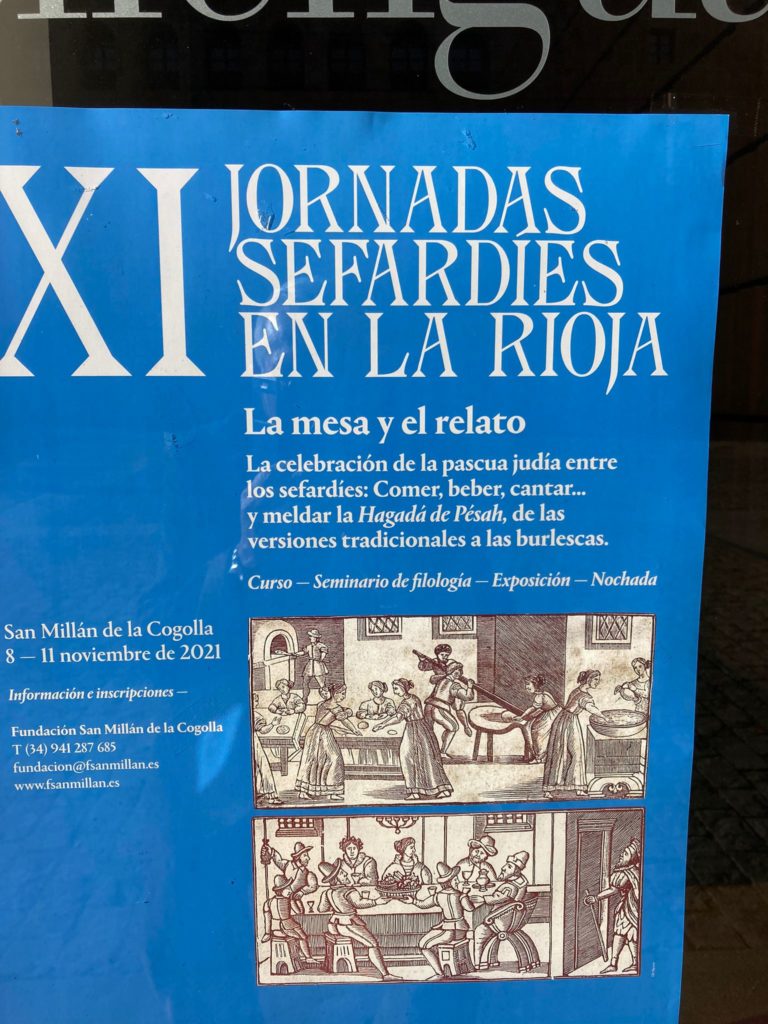 XI JORNADAS
SEFARDÍES
EN LA RIOJA
La mesa y el relato
La celebración de la pascua judía entre
los sefardíes: Comer, beber, cantar...
y meldar la Hagadá de Pésah, de las
versiones tradicionales a las burlescas.
Curso — Seminario de filología — Exposición — Nochada
San Millán de la Cogolla
8 — 11 noviembre de 2021
Información e inscripciones —
Fundación San Millán de la Cogolla
T (34) 941 287 685
fundacion@fsanmillan.es
www.fsanmillan.es